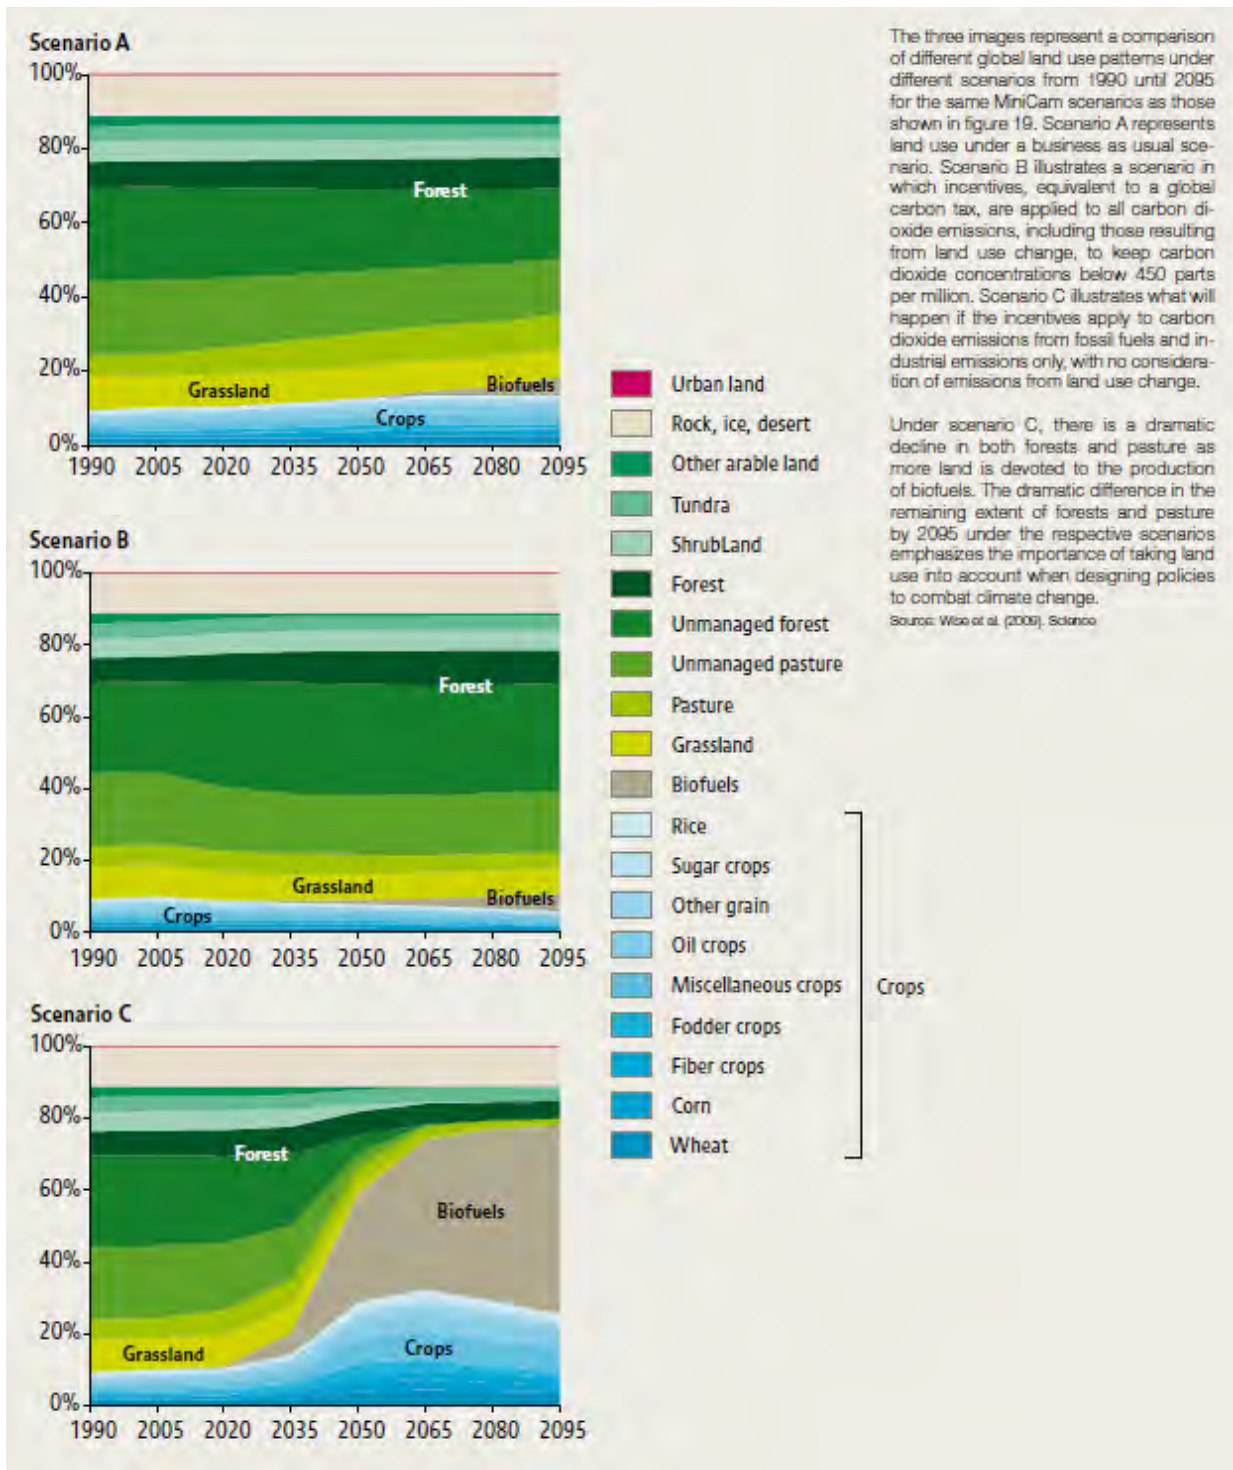 Scenario A
100%
80%
60%
40%
20%
0%
Forest
Grassland
Biofuels
Crops
1990 2005 2020 2035 2050 2065 2080 2095
Scenario B
100%
80%
60%
40%
20%
0%
Forest
Grassland
Biofuels
Crops
1990 2005 2020 2035 2050 2065 2080 2095
Scenario C
100%
80%
60%
40%
20%
0%
Forest
Biofuels
Grassland
Crops
1990 2005 2020 2035 2050 2065 2080 2095
Urban land
Rock, ice, desert
Other arable land
Tundra
ShrubLand
Forest
Unmanaged forest
Unmanaged pasture
Pasture
Grassland
Biofuels
Rice
Sugar crops
Other grain
Oil crops
Miscellaneous crops
Fodder crops
Fiber crops
Corn
Wheat
Crops
The three images represent a comparison
of different global land use patterns under
different scenarios from 1990 until 2095
for the same MiniCam scenarios as those
shown in figure 19. Scenario A represents
land use under a business as usual sce-
nario. Scenario B illustrates a scenario in
which incentives, equivalent to a global
carbon tax, are applied to all carbon di-
oxide emissions, including those resulting
from land use change, to keep carbon
dioxide concentrations below 450 parts
per million. Scenario C illustrates what will
happen if the incentives apply to carbon
dioxide emissions from fossil fuels and in-
dustrial emissions only, with no considera-
tion of emissions from land use change.
Under scenario C, there is a dramatic
decline in both forests and pasture as
more land is devoted to the production
of biofuels. The dramatic difference in the
remaining extent of forests and pasture
by 2095 under the respective scenarios
emphasizes the importance of taking land
use into account when designing policies
to combat climate change.
Source: Wise et al. (2009). Science